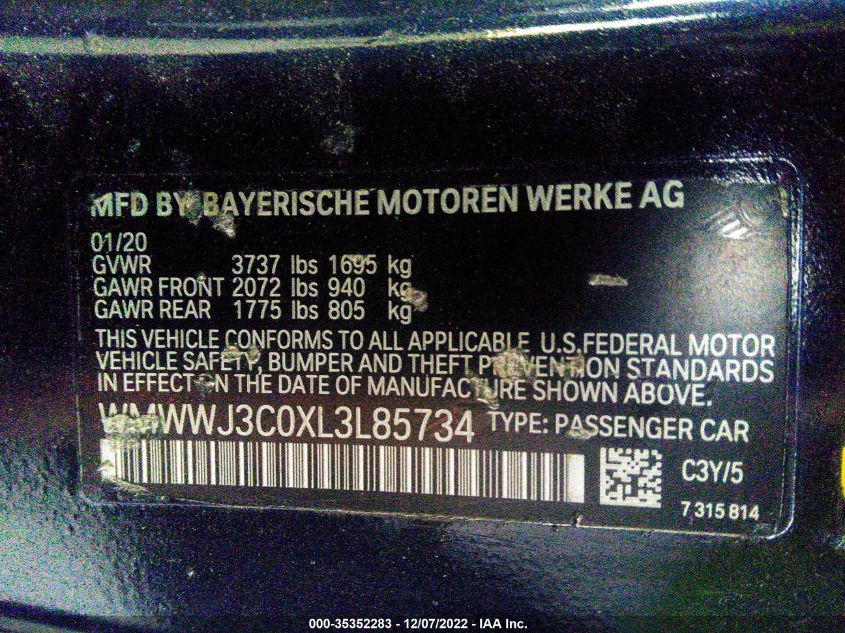 MFD BY BAYERISCHE MOTOREN WERKE AG
01/20
GVWR 3737 lbs 1695 kg
GAWR FRONT 2072 lbs 940 kg
GAWR REAR 1775 lbs 805 kg
THIS VEHICLE CONFORMS TO ALL APPLICABLE U.S.FEDERAL MOTOR
VEHICLE SAFETY, BUMPER AND THEFT PREVENTION STANDARDS
IN EFFECT ON THE DATE OF MANUFACTURE SHOWN ABOVE.
WMWWJ3C0XL3L85734 TYPE: PASSENGER CAR
C3Y/5
7 315 814
000-35352283 - 12/07/2022 - IAA Inc.